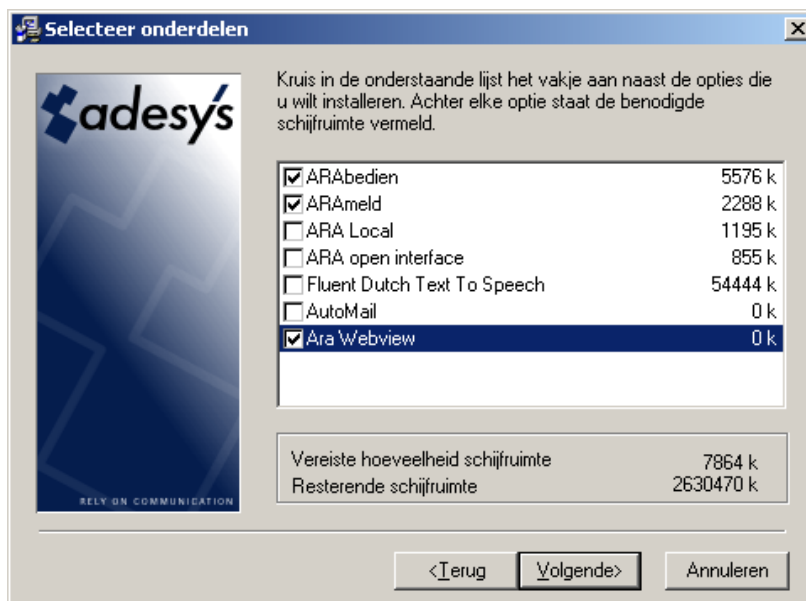 Selecteer onderdelen
adesys
Kruis in de onderstaande lijst het vakje aan naast de opties die
u wilt installeren. Achter elke optie staat de benodigde
schijfruimte vermeld.
ARAbedien 5576 k
ARAmeld 2288 k
ARA Local 1195 k
ARA open interface 855 k
Fluent Dutch Text To Speech 54444 k
AutoMail 0 k
Ara Webview 0 k
Vereiste hoeveelheid schijfruimte 7864 k
Resterende schijfruimte 2630470 k
RELY ON COMMUNICATION
<Terug Volgende> Annuleren